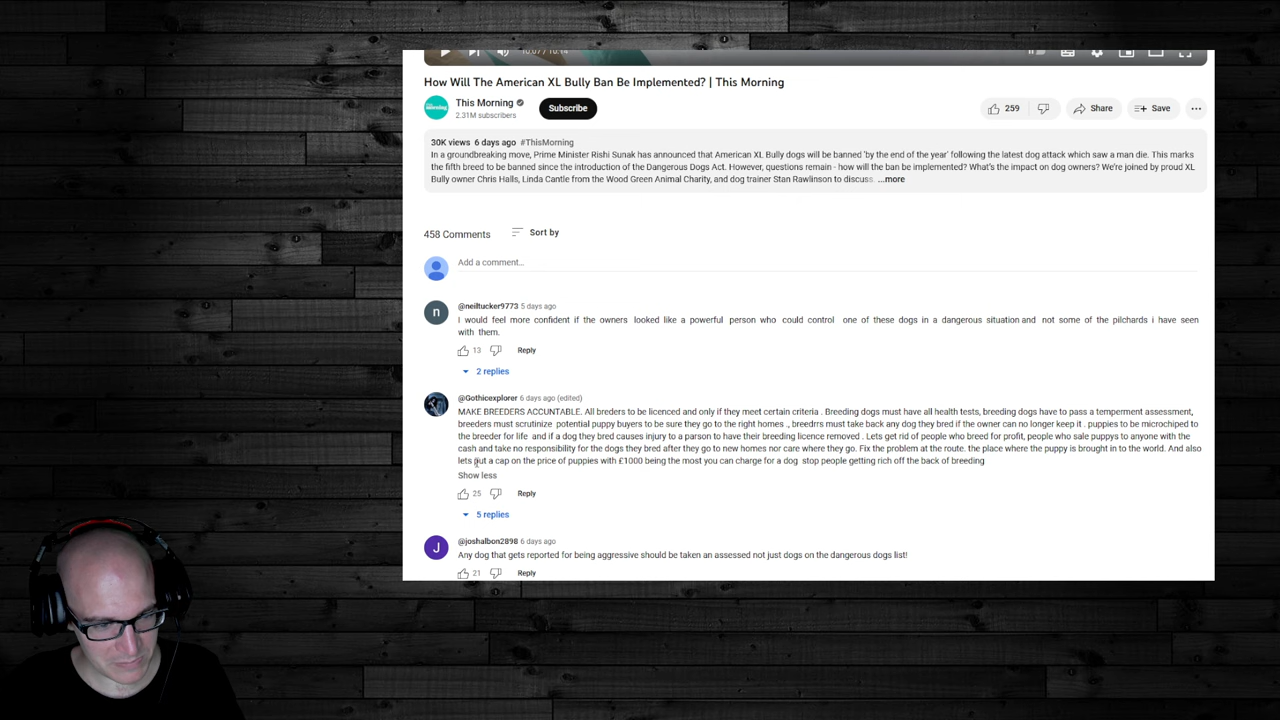 10:07 / 10:14
How Will The American XL Bully Ban Be Implemented? | This Morning
This Morning
2.31M subscribers
Subscribe
259
Share
Save
30K views 6 days ago #ThisMorning
In a groundbreaking move, Prime Minister Rishi Sunak has announced that American XL Bully dogs will be banned 'by the end of the year' following the latest dog attack which saw a man die. This marks
the fifth breed to be banned since the introduction of the Dangerous Dogs Act. However, questions remain - how will the ban be implemented? What's the impact on dog owners? We're joined by proud XL
Bully owner Chris Halls, Linda Cantle from the Wood Green Animal Charity, and dog trainer Stan Rawlinson to discuss. ...more
458 Comments
Sort by
Add a comment...
n
@neiltucker9773 5 days ago
I would feel more confident if the owners looked like a powerful person who could control one of these dogs in a dangerous situation and not some of the pilchards i have seen
with them.
13
Reply
2 replies
@Gothicexplorer 6 days ago (edited)
MAKE BREEDERS ACCUNTABLE. All breders to be licenced and only if they meet certain criteria . Breeding dogs must have all health tests, breeding dogs have to pass a temperment assessment,
breeders must scrutinize potential puppy buyers to be sure they go to the right homes ., breedrrs must take back any dog they bred if the owner can no longer keep it . puppies to be microchiped to
the breeder for life and if a dog they bred causes injury to a parson to have their breeding licence removed . Lets get rid of people who breed for profit, people who sale puppys to anyone with the
cash and take no responsibility for the dogs they bred after they go to new homes nor care where they go. Fix the problem at the route. the place where the puppy is brought in to the world. And also
lets put a cap on the price of puppies with £1000 being the most you can charge for a dog stop people getting rich off the back of breeding
Show less
25
Reply
5 replies
J
@joshalbon2898 6 days ago
Any dog that gets reported for being aggressive should be taken an assessed not just dogs on the dangerous dogs list!
21
Reply